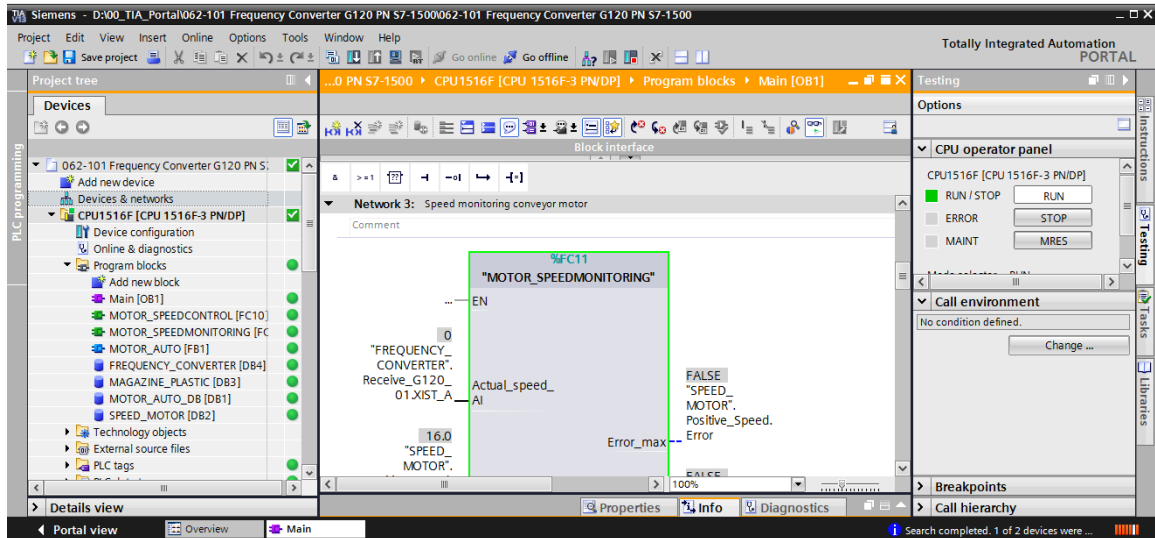 Siemens - D:\00_TIA_Portal\062-101 Frequency Converter G120 PN S7-1500\062-101 Frequency Converter G120 PN S7-1500
Project Edit View Insert Online Options Tools Window Help
Totally Integrated Automation
PORTAL
Save project
Go online
Go offline
Project tree
...0 PN S7-1500 ▸ CPU1516F [CPU 1516F-3 PN/DP] ▸ Program blocks ▸ Main [OB1]
Testing
Devices
Options
PLC programming
Block interface
062-101 Frequency Converter G120 PN S
Add new device
Devices & networks
CPU1516F [CPU 1516F-3 PN/DP]
Device configuration
Online & diagnostics
Program blocks
Add new block
Main [OB1]
MOTOR_SPEEDCONTROL [FC10]
MOTOR_SPEEDMONITORING [FC
MOTOR_AUTO [FB1]
FREQUENCY_CONVERTER [DB4]
MAGAZINE_PLASTIC [DB3]
MOTOR_AUTO_DB [DB1]
SPEED_MOTOR [DB2]
Technology objects
External source files
PLC tags
Details view
& >=1 ??
Network 3: Speed monitoring conveyor motor
Comment
%FC11
"MOTOR_SPEEDMONITORING"
... EN
0
"FREQUENCY_
CONVERTER".
Receive_G120_
01.XIST_A
Actual_speed_
AI
16.0
"SPEED_
MOTOR".
FALSE
"SPEED_
MOTOR".
Positive_Speed.
Error
Error_max
FALSE
100%
Properties
Info
Diagnostics
CPU operator panel
CPU1516F [CPU 1516F-3 PN/DP]
RUN / STOP RUN
ERROR STOP
MAINT MRES
Mode selector RUN
Call environment
No condition defined.
Change ...
Breakpoints
Call hierarchy
Instructions
Testing
Tasks
Libraries
Portal view
Overview
Main
Search completed. 1 of 2 devices were ...